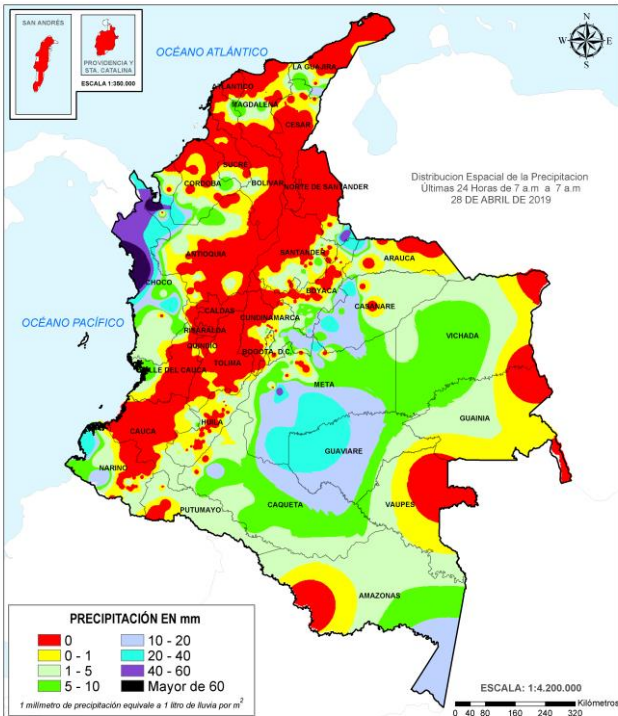 SAN ANDRÉS
PROVIDENCIA Y
STA. CATALINA
ESCALA 1:350.000
OCÉANO ATLÁNTICO
N
W
E
S
LA GUAJIRA
ATLANTICO
MAGDALENA
CESAR
SUCRE
CORDOBA
BOLIVAR
NORTE DE SANTANDER
Distribucion Espacial de la Precipitacion
Últimas 24 Horas de 7 a.m a 7 a.m
28 DE ABRIL DE 2019
ANTIOQUIA
SANTANDER
ARAUCA
CHOCO
BOYACA
CASANARE
OCÉANO PACÍFICO
CALDAS
CUNDINAMARCA
RISARALDA
VICHADA
QUINDIO
BOGOTA, D.C.
TOLIMA
VALLE DEL CAUCA
META
GUAINIA
HUILA
CAUCA
GUAVIARE
NARIÑO
CAQUETA
VAUPES
PUTUMAYO
AMAZONAS
PRECIPITACIÓN EN mm
0
10 - 20
0 - 1
20 - 40
1 - 5
40 - 60
5 - 10
Mayor de 60
1 milímetro de precipitación equivale a 1 litro de lluvia por m²
ESCALA: 1:4.200.000
Kilómetros
0 40 80 160 240 320